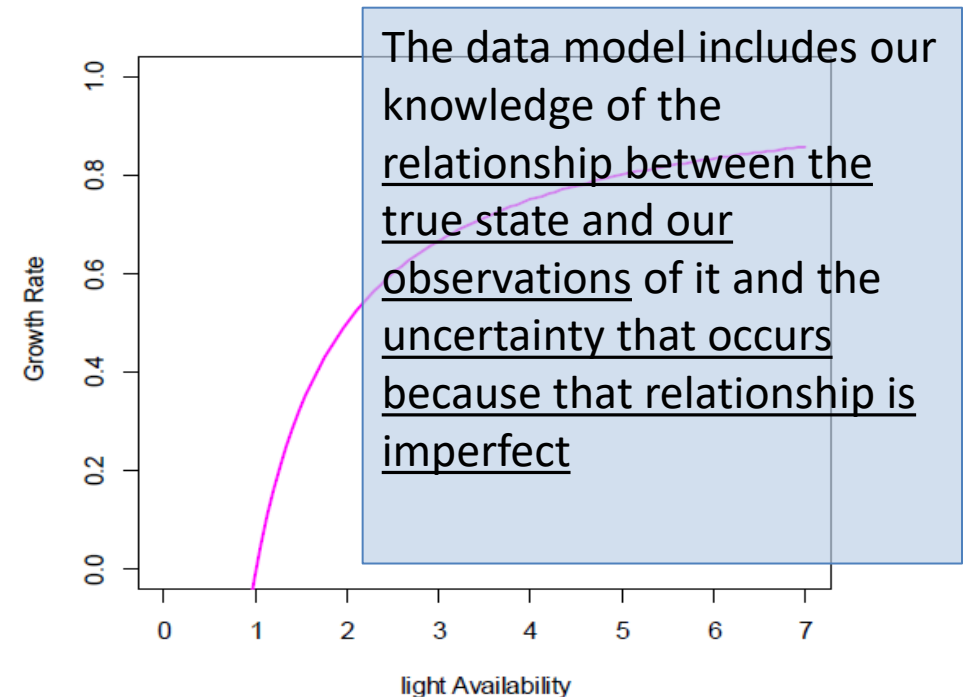 The data model includes our
knowledge of the
relationship between the
true state and our
observations of it and the
uncertainty that occurs
because that relationship is
imperfect
1.0
0.8
0.6
0.4
0.2
0.0
Growth Rate
0 1 2 3 4 5 6 7
light Availability